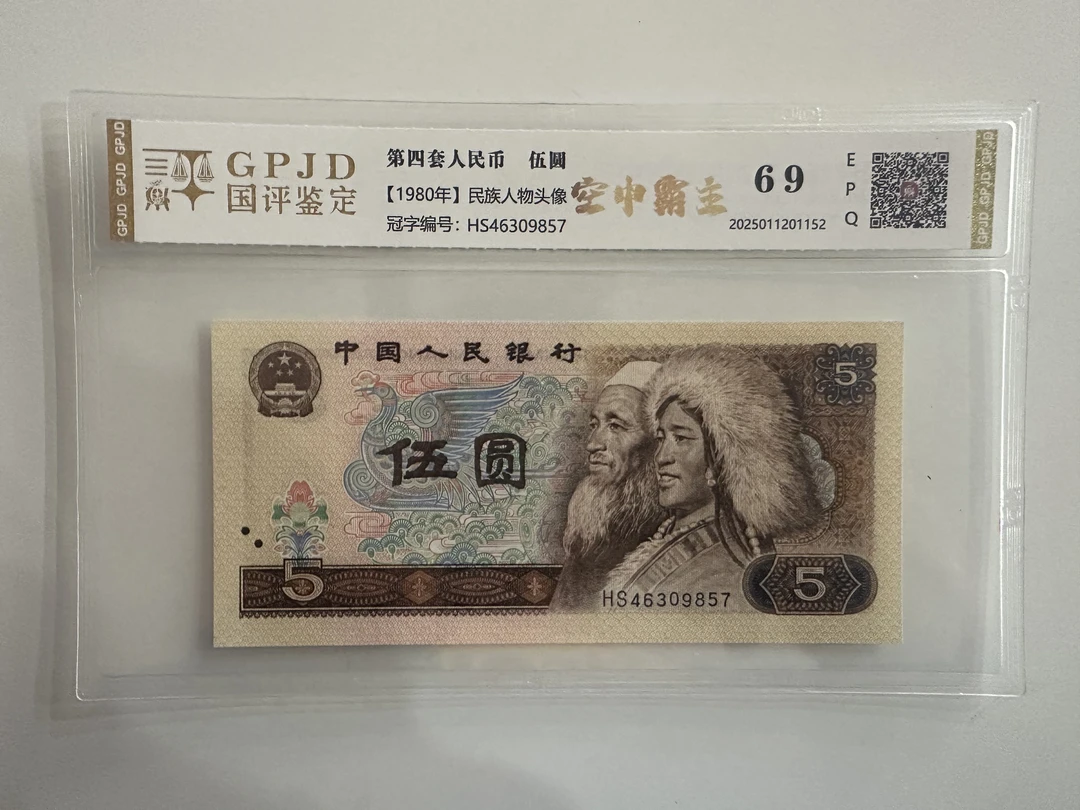 GPJD GPJD GPJD
GPJD
国评鉴定
第四套人民币 伍圆
【1980年】民族人物头像
冠字编号：HS46309857
空中霸主
69
2025011201152
E
P
Q
GPJD GPJD GPJD
中国人民银行
5
伍圆
5
HS46309857
5